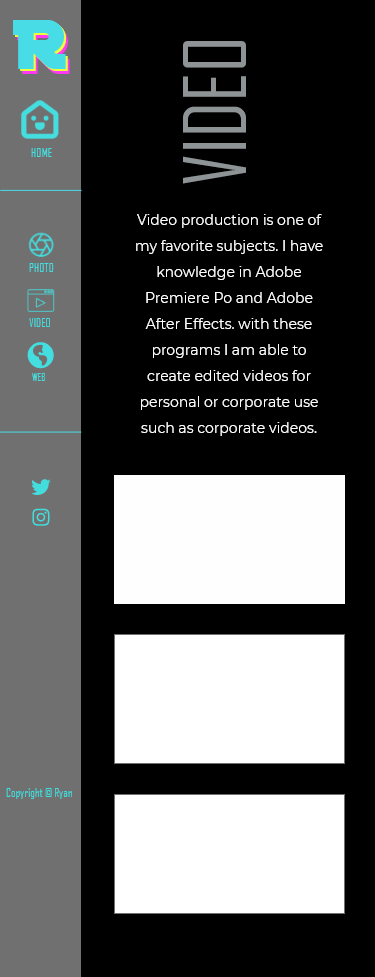 R
HOME
PHOTO
VIDEO
WEB
Copyright © Ryan
VIDEO
Video production is one of
my favorite subjects. I have
knowledge in Adobe
Premiere Po and Adobe
After Effects. with these
programs I am able to
create edited videos for
personal or corporate use
such as corporate videos.